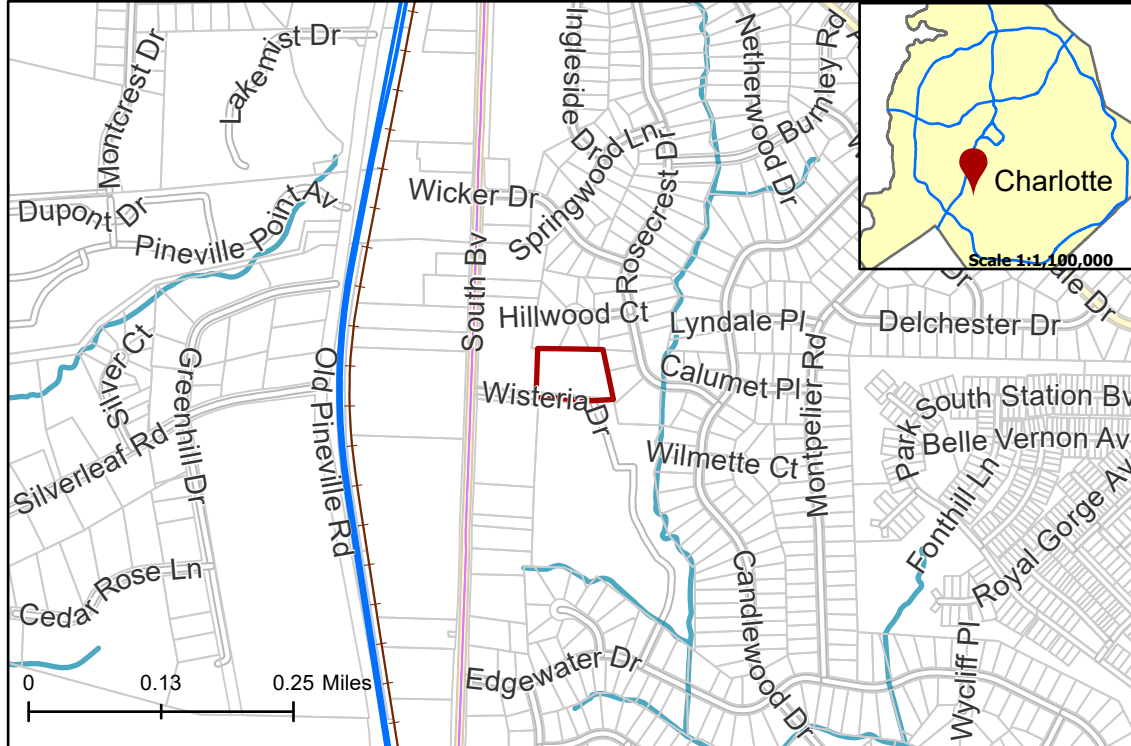 Lakemist Dr
Montcrest Dr
Dupont Dr
Pineville Point Av
Wicker Dr
Ingleside Dr
Springwood Ln
Rosecrest Dr
Netherwood Dr
Burnley Rd
Charlotte
Scale 1:1,100,000
South Bv
Hillwood Ct
Lyndale Pl
Delchester Dr
Dr
ale Dr
Silver Ct
Greenhill Dr
Old Pineville Rd
Wisteria Dr
Calumet Pl
Montpelier Rd
South Station Bv
Park
Belle Vernon Av
Silverleaf Rd
Wilmette Ct
Fonthill Ln
Royal Gorge Av
Cedar Rose Ln
Candlewood Dr
Edgewater Dr
Wycliff Pl
0 0.13 0.25 Miles